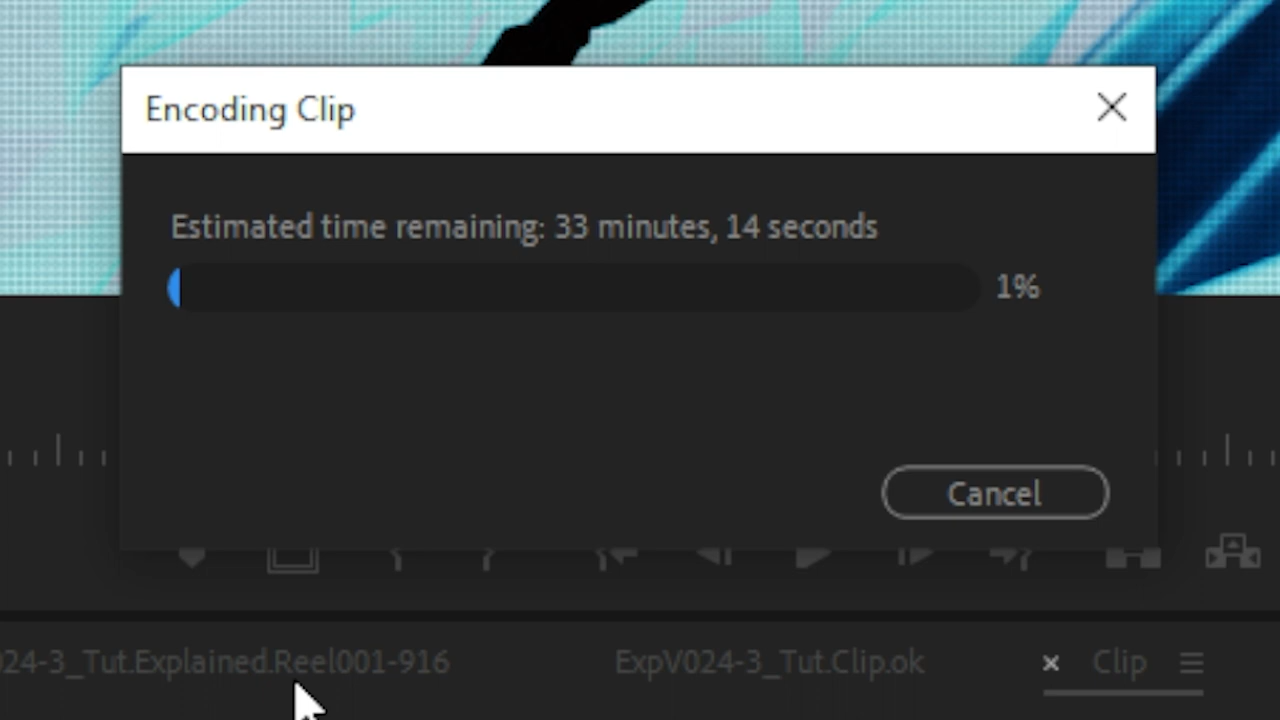 Encoding Clip
Estimated time remaining: 33 minutes, 14 seconds
1%
Cancel
024-3_Tut.Explained.Reel001-916 ExpV024-3_Tut.Clip.ok Clip